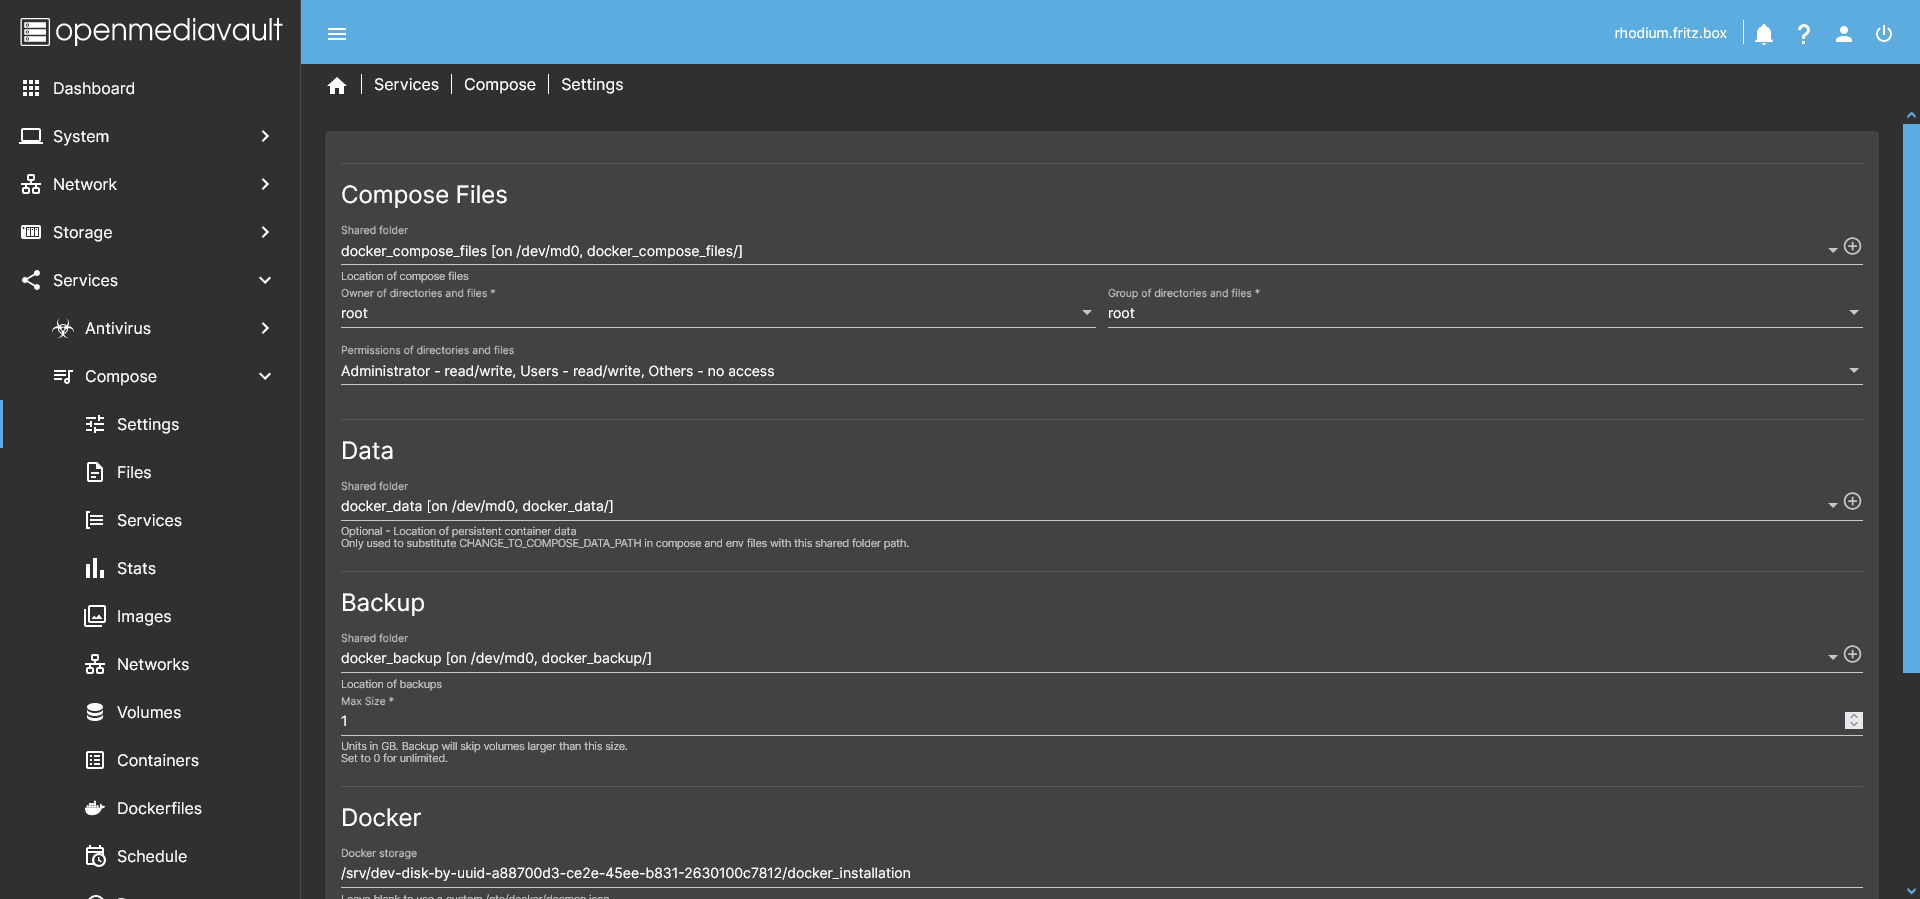 openmediavault
rhodium.fritz.box
Dashboard
System
Network
Storage
Services
Antivirus
Compose
Settings
Files
Services
Stats
Images
Networks
Volumes
Containers
Dockerfiles
Schedule
Services
Compose
Settings
Compose Files
Shared folder
docker_compose_files [on /dev/md0, docker_compose_files/]
Location of compose files
Owner of directories and files *
root
Group of directories and files *
root
Permissions of directories and files
Administrator - read/write, Users - read/write, Others - no access
Data
Shared folder
docker_data [on /dev/md0, docker_data/]
Optional - Location of persistent container data
Only used to substitute CHANGE_TO_COMPOSE_DATA_PATH in compose and env files with this shared folder path.
Backup
Shared folder
docker_backup [on /dev/md0, docker_backup/]
Location of backups
Max Size *
1
Units in GB. Backup will skip volumes larger than this size.
Set to 0 for unlimited.
Docker
Docker storage
/srv/dev-disk-by-uuid-a88700d3-ce2e-45ee-b831-2630100c7812/docker_installation